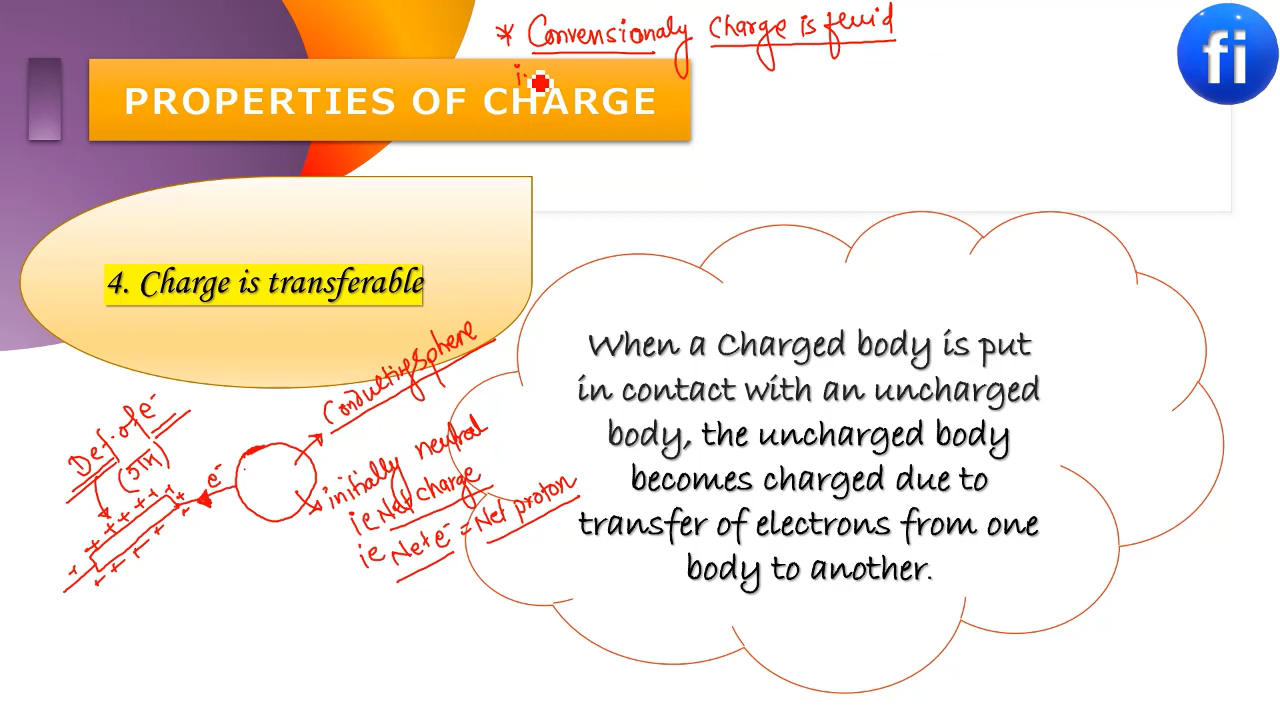 * Convensionaly Charge is fluid
i.
fi
PROPERTIES OF CHARGE
4. Charge is transferable
When a Charged body is put
in contact with an uncharged
body, the uncharged body
becomes charged due to
transfer of electrons from one
body to another.
Conducting sphere
Def. of e⁻
e⁻
initially neutral
ie Net charge
ie Net e⁻ = Net proton
+ + + + + + +
+ + + + + +